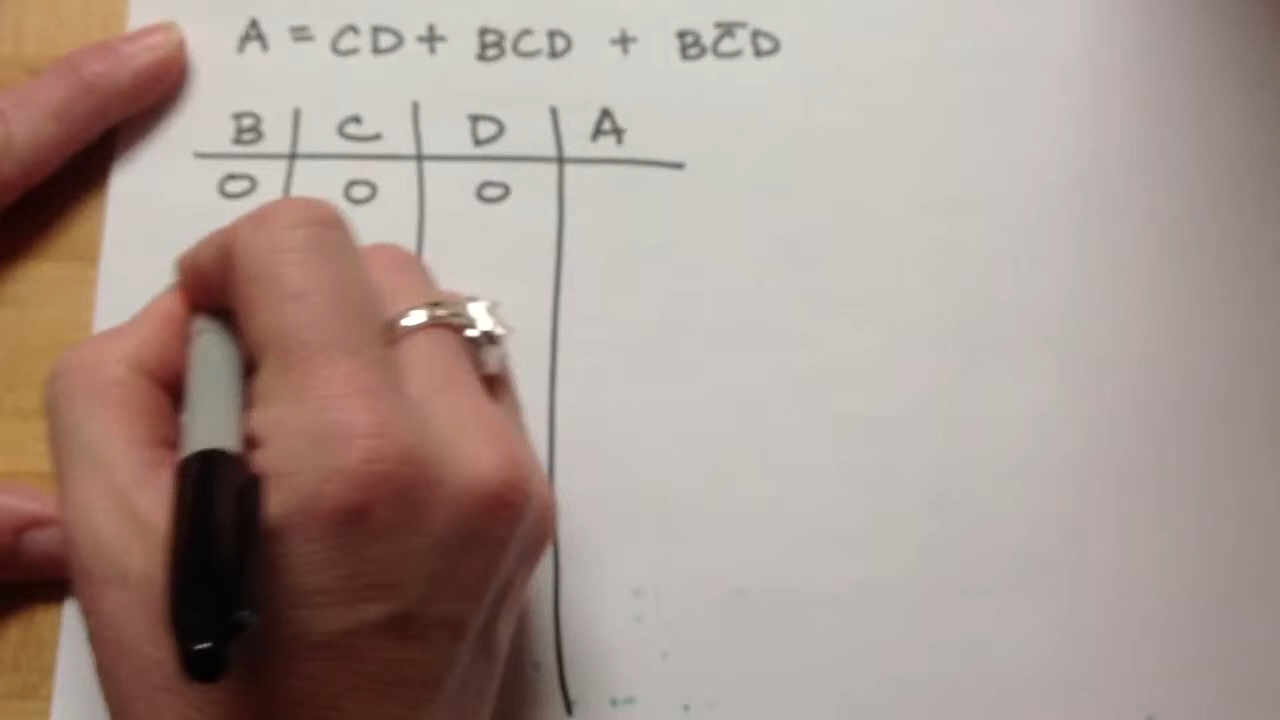 A = CD + BCD + BC̅D
B C D A
0 0 0